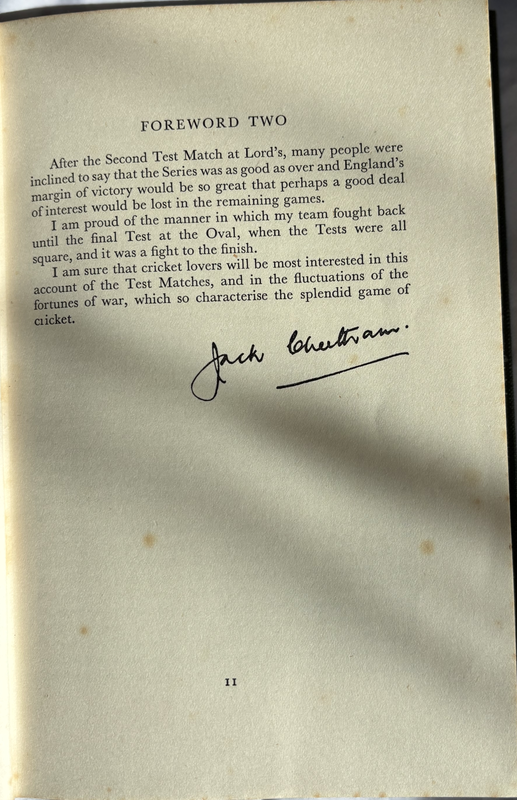 FOREWORD TWO
After the Second Test Match at Lord's, many people were
inclined to say that the Series was as good as over and England's
margin of victory would be so great that perhaps a good deal
of interest would be lost in the remaining games.
I am proud of the manner in which my team fought back
until the final Test at the Oval, when the Tests were all
square, and it was a fight to the finish.
I am sure that cricket lovers will be most interested in this
account of the Test Matches, and in the fluctuations of the
fortunes of war, which so characterise the splendid game of
cricket.
Jack Cheetham.
11